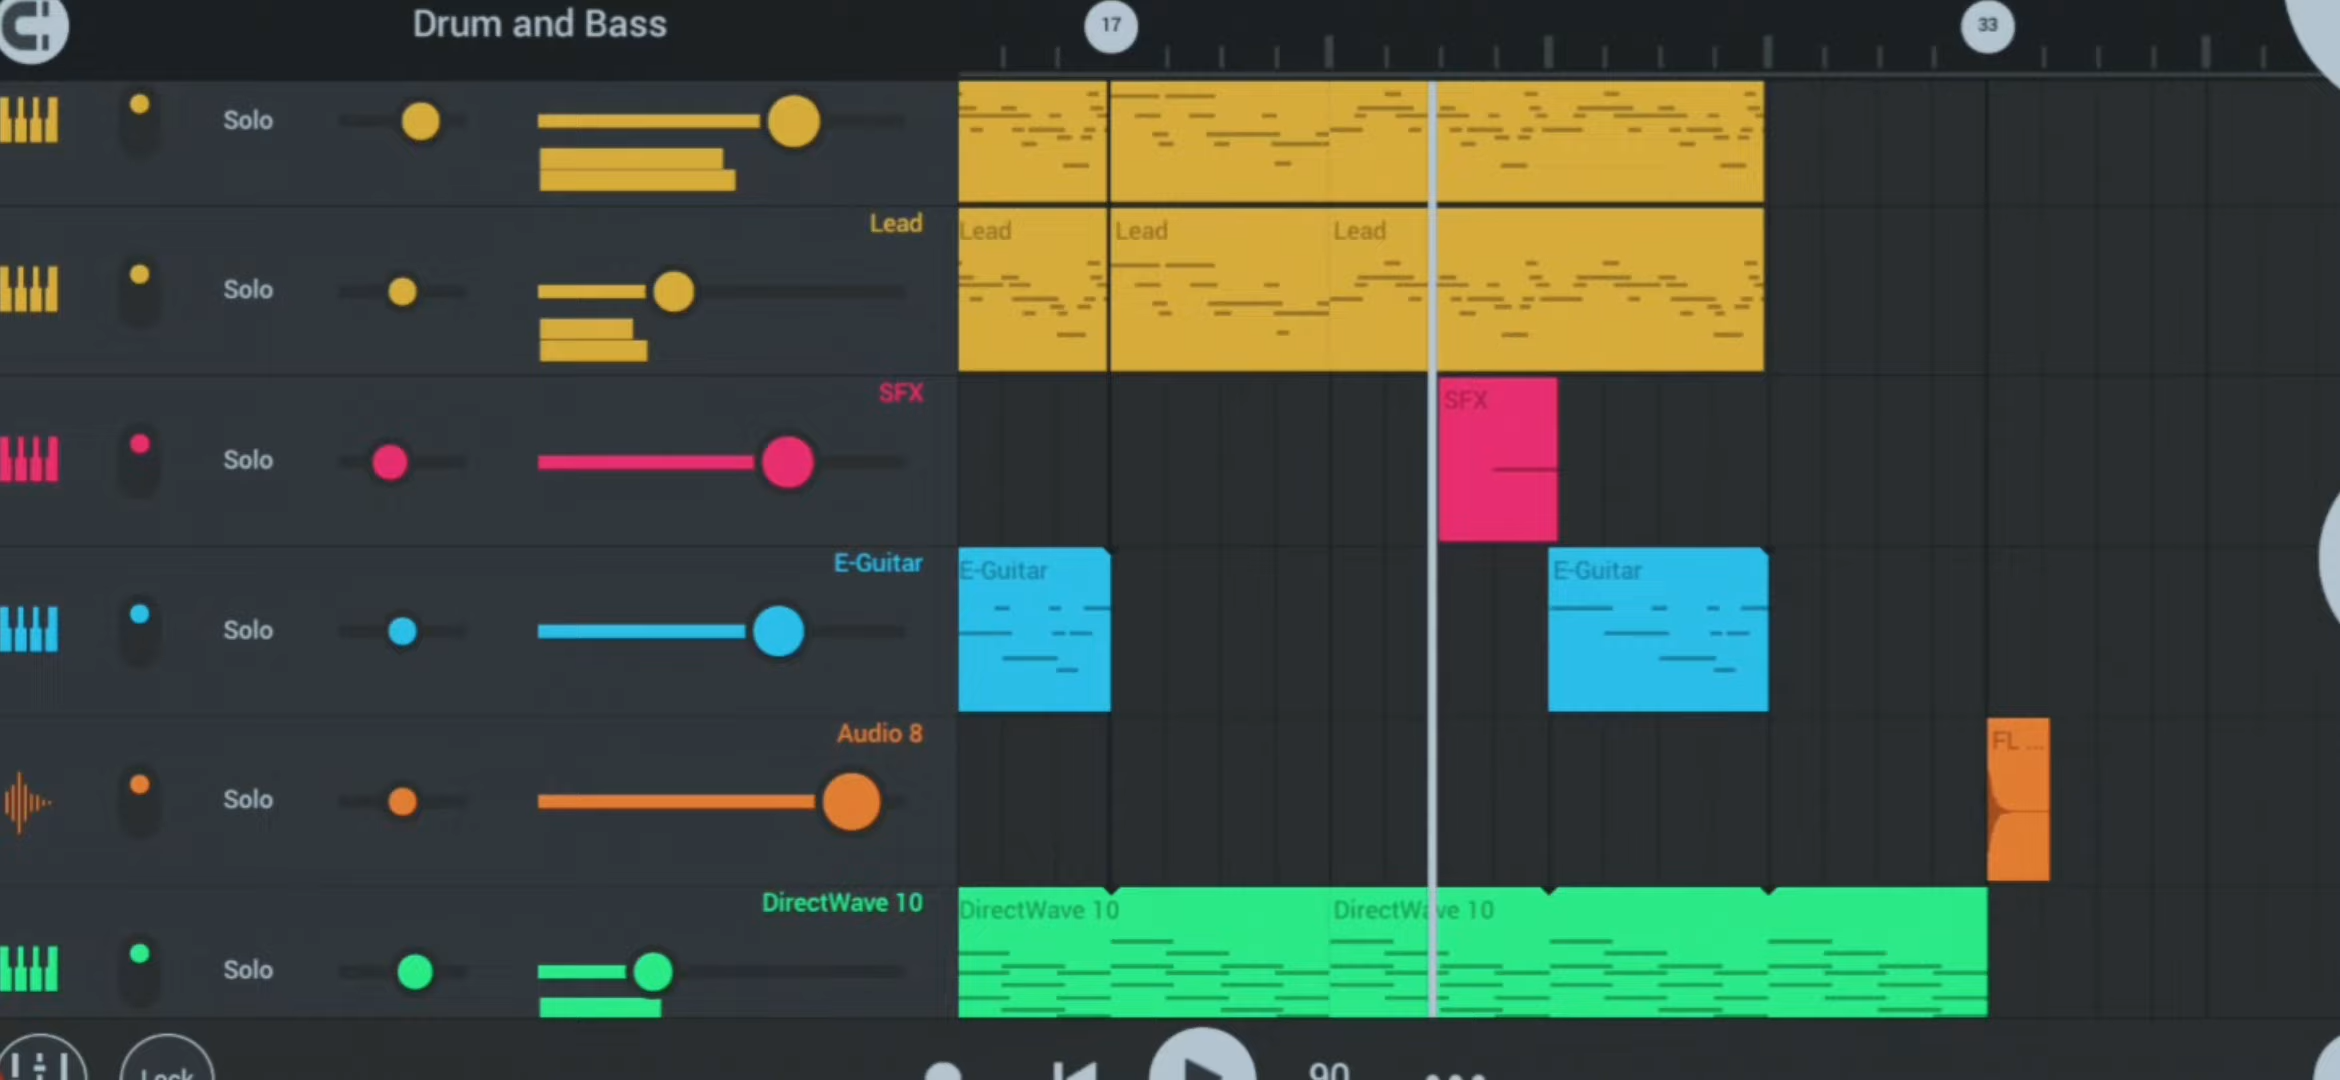 Drum and Bass
17
33
Solo
Lead
Lead
Lead
Lead
Solo
SFX
SFX
Solo
E-Guitar
E-Guitar
E-Guitar
Solo
Audio 8
FL ...
Solo
DirectWave 10
DirectWave 10
DirectWave 10
Solo
Lock
90